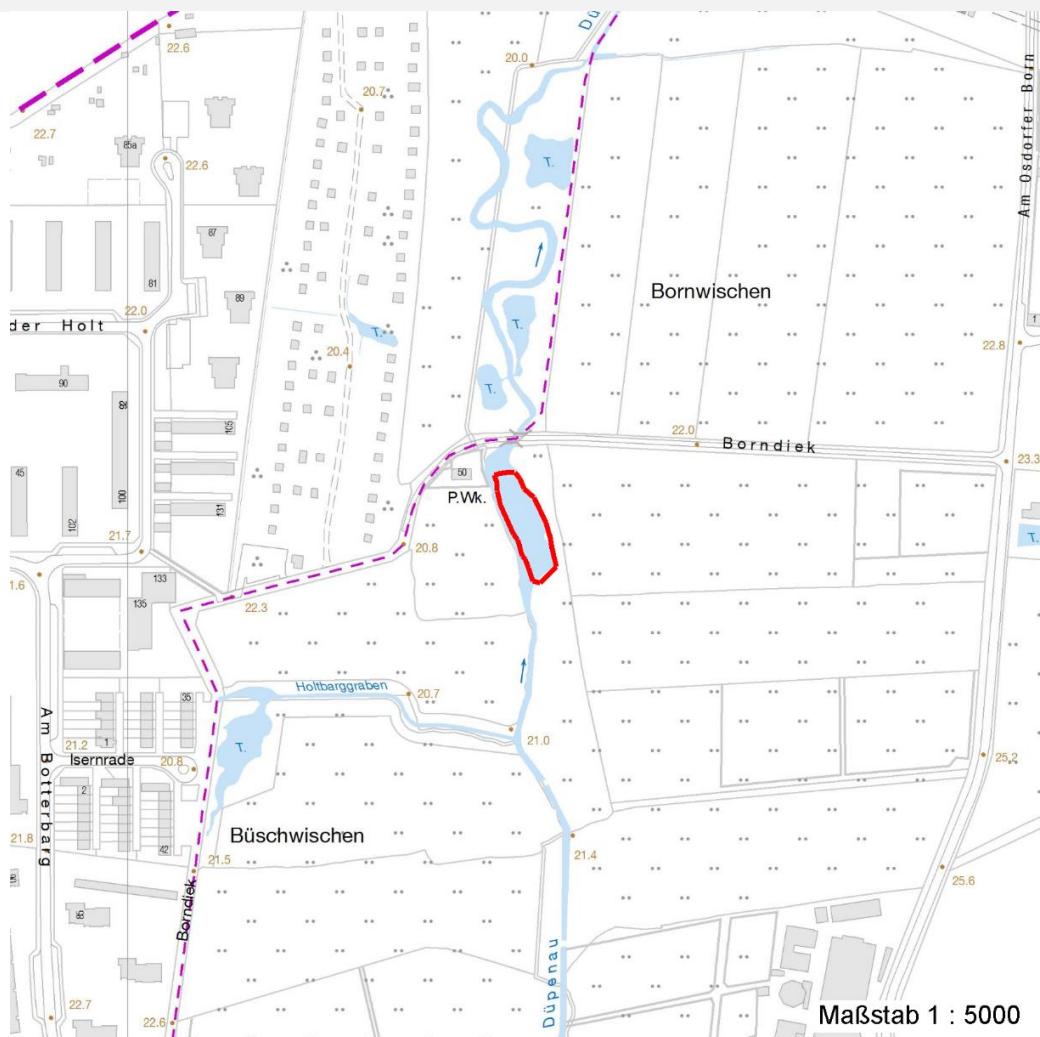 22.6
Dü
20.0
22.7
20.7
85a
22.6
T.
Am Osdorfer Born
87
81
89
Bornwischen
22.0
der Holt
T.
T.
1
22.8
20.4
90
T.
105
22.0
Borndiek
23.3
45
50
P.Wk.
100
102
131
21.7
20.8
T.
1.6
133
135
22.3
Holtbarggraben
20.7
35
Am Botterbarg
21.2
1
T.
21.0
Isernrade
20.8
25.2
2
Büschwischen
21.8
42
21.4
21.5
25.6
Borndiek
85
Düpenau
22.7
22.6
Maßstab 1 : 5000